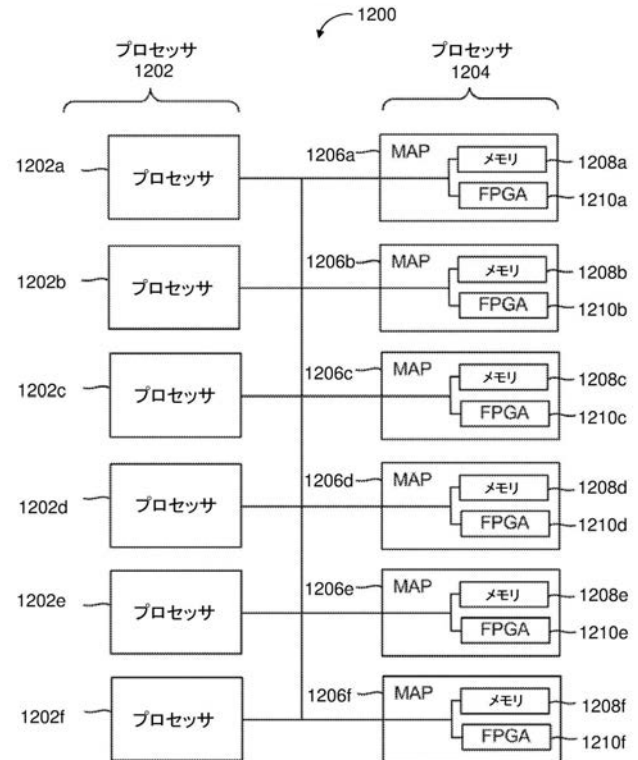 1200
プロセッサ
1202
プロセッサ
1204
1202a
プロセッサ
1206a
MAP
メモリ
1208a
FPGA
1210a
1202b
プロセッサ
1206b
MAP
メモリ
1208b
FPGA
1210b
1202c
プロセッサ
1206c
MAP
メモリ
1208c
FPGA
1210c
1202d
プロセッサ
1206d
MAP
メモリ
1208d
FPGA
1210d
1202e
プロセッサ
1206e
MAP
メモリ
1208e
FPGA
1210e
1202f
プロセッサ
1206f
MAP
メモリ
1208f
FPGA
1210f